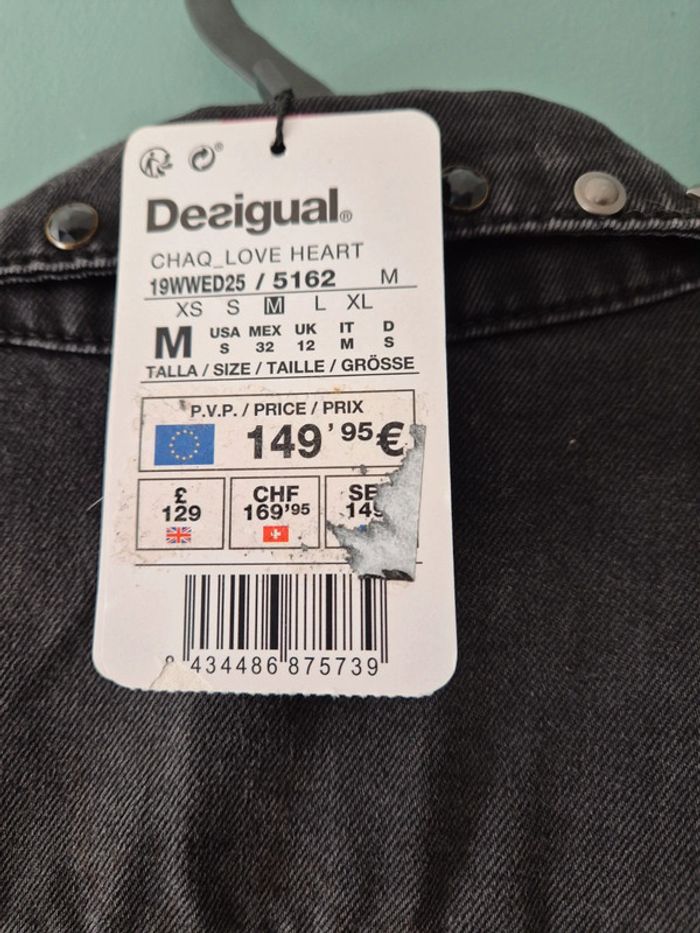 Desigual®
CHAQ_LOVE HEART
19WWED25 / 5162 M
XS S M L XL
M USA MEX UK IT D
S 32 12 M S
TALLA / SIZE / TAILLE / GRÖSSE
P.V.P. / PRICE / PRIX
149'95€
£ CHF
129 169'95
8 434486 875739